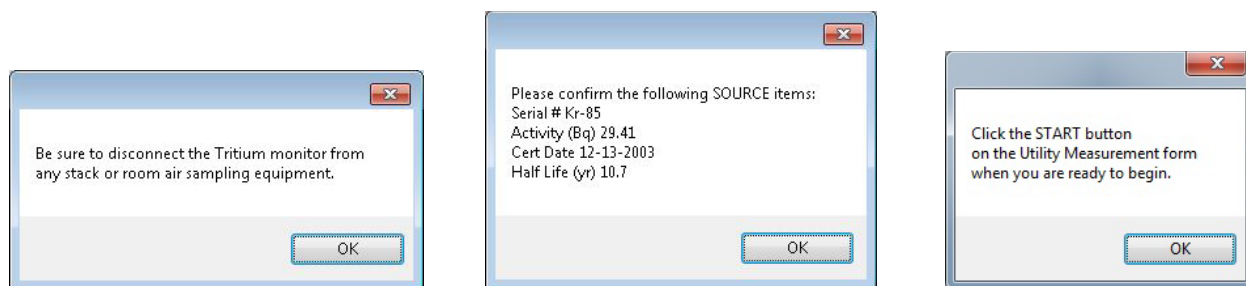 Be sure to disconnect the Tritium monitor from
any stack or room air sampling equipment.
OK
Please confirm the following SOURCE items:
Serial # Kr-85
Activity (Bq) 29.41
Cert Date 12-13-2003
Half Life (yr) 10.7
OK
Click the START button
on the Utility Measurement form
when you are ready to begin.
OK